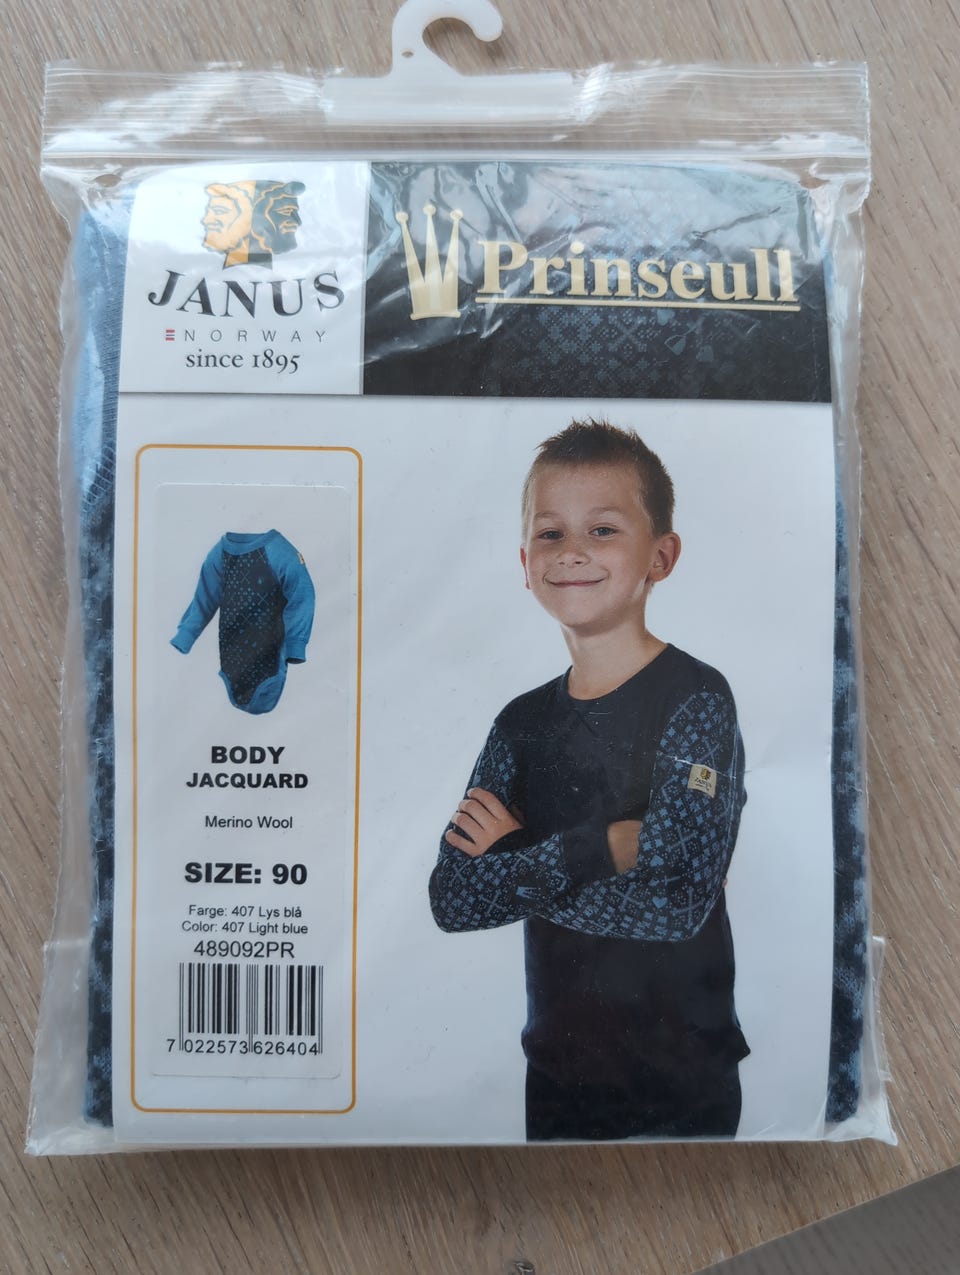 JANUS
NORWAY
since 1895
Prinseull
BODY
JACQUARD
Merino Wool
SIZE: 90
Farge: 407 Lys blå
Color: 407 Light blue
489092PR
7 022573 626404
JANUS